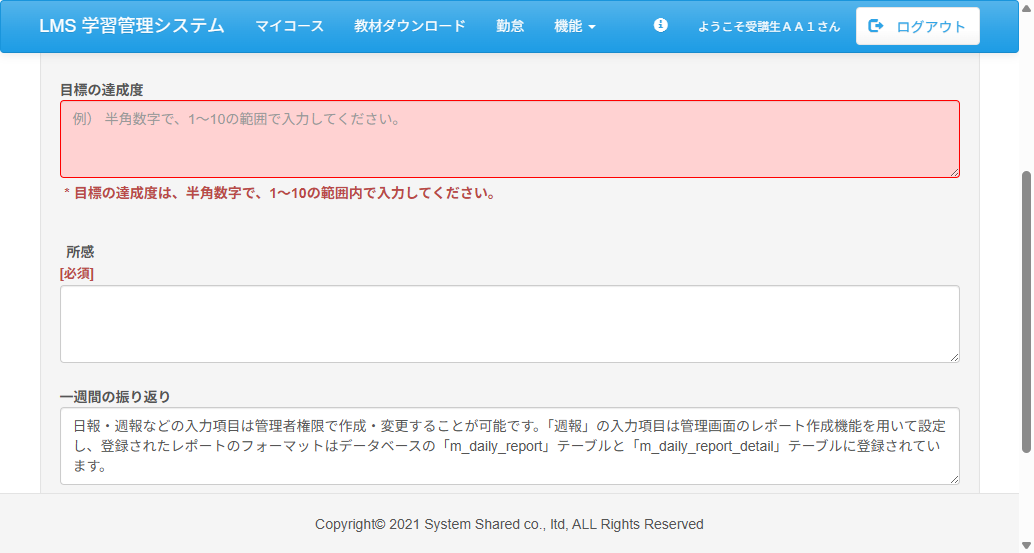 LMS 学習管理システム マイコース 教材ダウンロード 勤怠 機能 ようこそ受講生ＡＡ１さん ログアウト
目標の達成度
例） 半角数字で、1～10の範囲で入力してください。
* 目標の達成度は、半角数字で、1～10の範囲内で入力してください。
所感
[必須]
一週間の振り返り
日報・週報などの入力項目は管理者権限で作成・変更することが可能です。「週報」の入力項目は管理画面のレポート作成機能を用いて設定
し、登録されたレポートのフォーマットはデータベースの「m_daily_report」テーブルと「m_daily_report_detail」テーブルに登録されてい
ます。
Copyright© 2021 System Shared co., ltd, ALL Rights Reserved